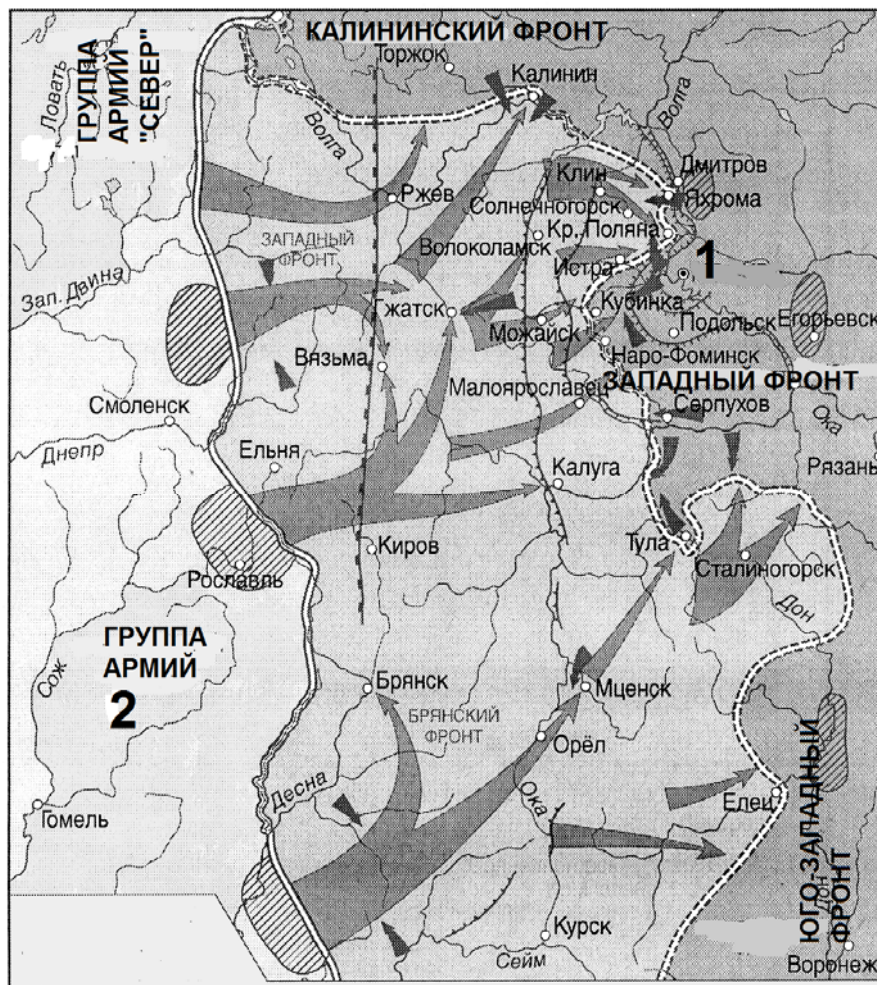 КАЛИНИНСКИЙ ФРОНТ
Торжок
Калинин
ГРУППА
АРМИЙ
"СЕВЕР"
Ловать
Волга
Волга
Ржев
Клин
Дмитров
Яхрома
Солнечногорск
Кр. Поляна
Волоколамск
Истра
1
ЗАПАДНЫЙ
ФРОНТ
Зап. Двина
Гжатск
Кубинка
Можайск
Подольск
Егорьевск
Наро-Фоминск
Вязьма
ЗАПАДНЫЙ ФРОНТ
Малоярославец
Серпухов
Ока
Смоленск
Днепр
Ельня
Калуга
Рязань
Киров
Тула
Сталиногорск
Рославль
Дон
ГРУППА
АРМИЙ
2
Сож
Брянск
Мценск
БРЯНСКИЙ
ФРОНТ
Орёл
Десна
Ока
Гомель
Елец
ЮГО-ЗАПАДНЫЙ
ФРОНТ
Дон
Курск
Сейм
Воронеж